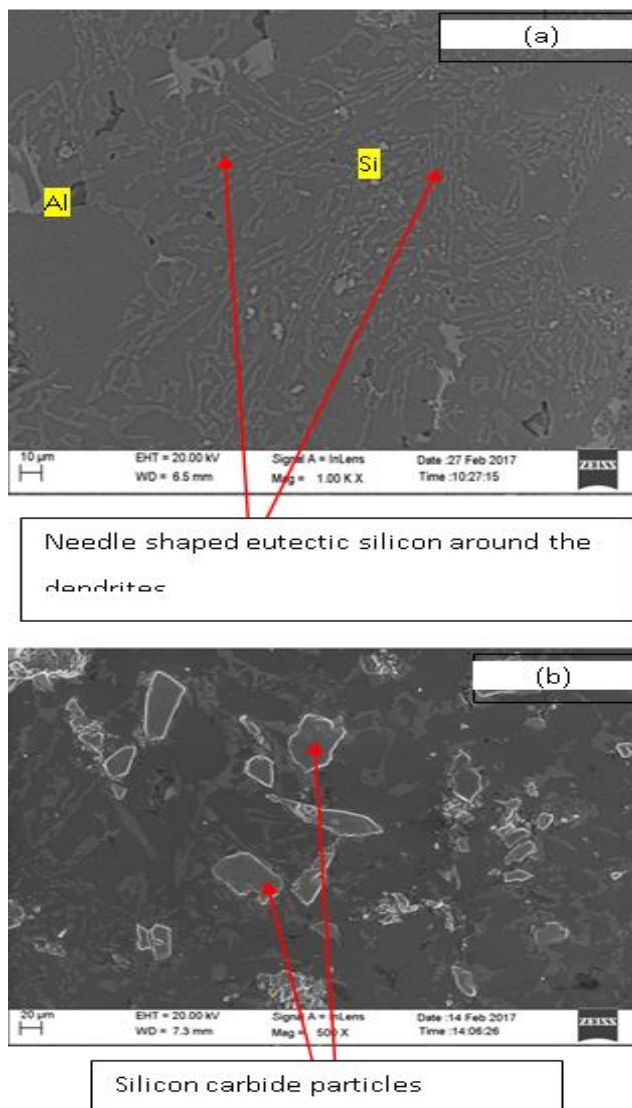 (a)
Si
Al
10 µm EHT = 20.00 kV Signal A = InLens Date :27 Feb 2017
WD = 6.5 mm Mag = 1.00 K X Time :10:27:15
ZEISS
Needle shaped eutectic silicon around the
dendrites
(b)
20 µm EHT = 20.00 kV Signal A = InLens Date :14 Feb 2017
WD = 7.3 mm Mag = 500 X Time :14:06:26
ZEISS
Silicon carbide particles